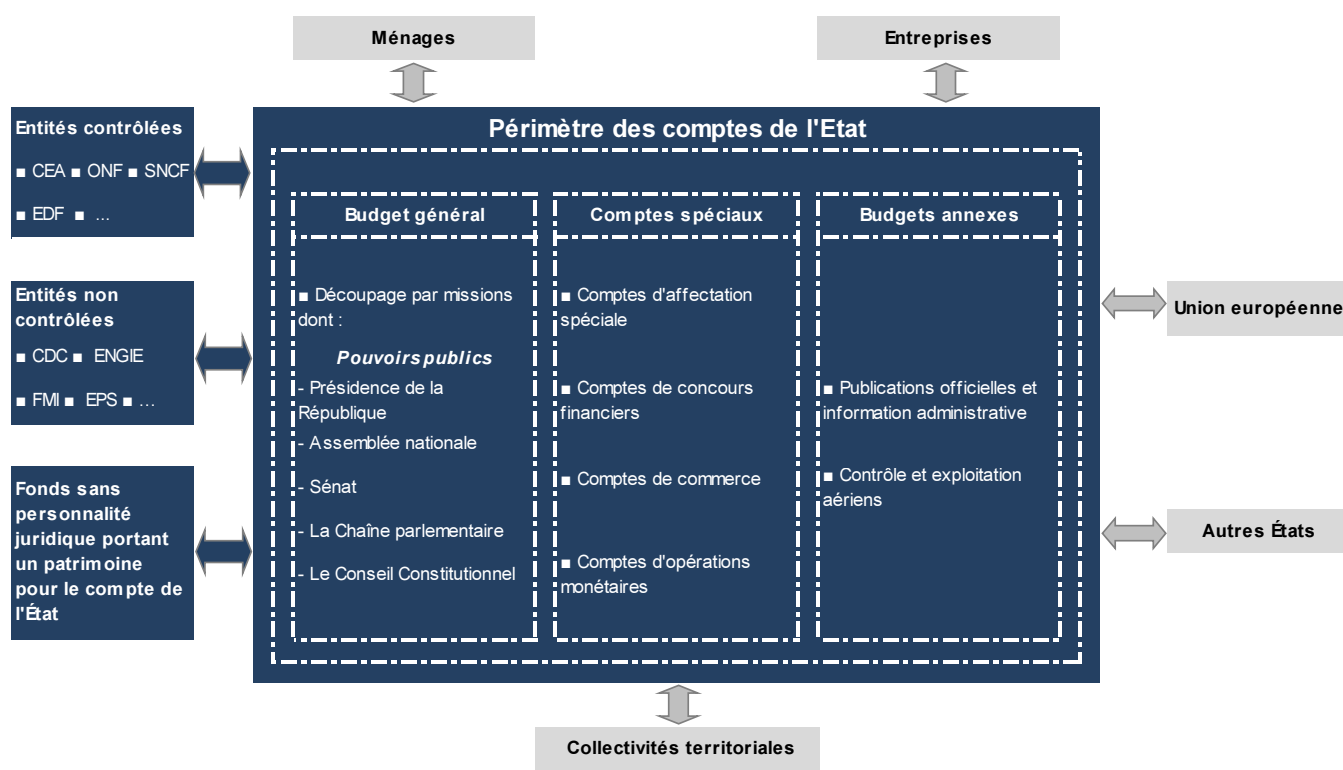 Ménages
Entreprises
Entités contrôlées
■ CEA ■ ONF ■ SNCF
■ EDF ■ ...
Entités non
contrôlées
■ CDC ■ ENGIE
■ FMI ■ EPS ■ ...
Fonds sans
personnalité
juridique portant
un patrimoine
pour le compte de
l'État
Périmètre des comptes de l'Etat
Budget général
■ Découpage par missions
dont :
Pouvoirs publics
- Présidence de la
République
- Assemblée nationale
- Sénat
- La Chaîne parlementaire
- Le Conseil Constitutionnel
Comptes spéciaux
■ Comptes d'affectation
spéciale
■ Comptes de concours
financiers
■ Comptes de commerce
■ Comptes d'opérations
monétaires
Budgets annexes
■ Publications officielles et
information administrative
■ Contrôle et exploitation
aériens
Union européenne
Autres États
Collectivités territoriales